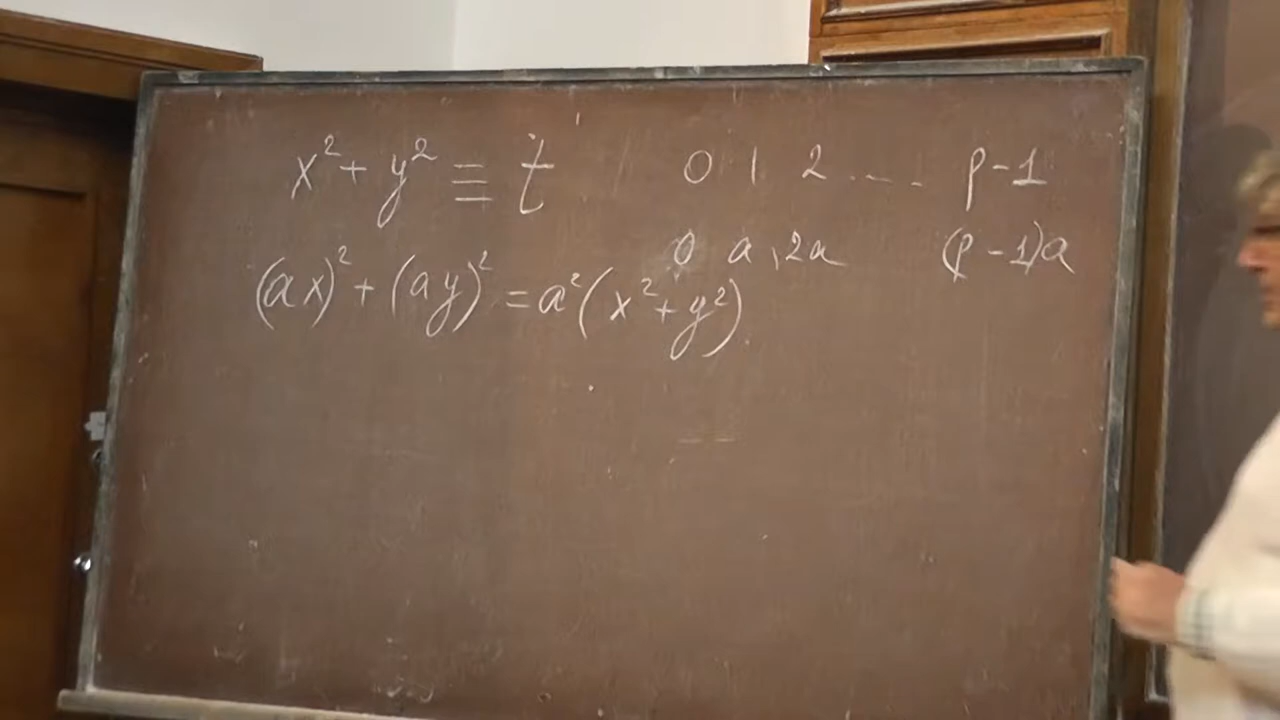 x² + y² ≡ t 0 1 2 .... p-1
0 a, 2a (p-1)a
(ax)² + (ay)² = a²(x² + y²).